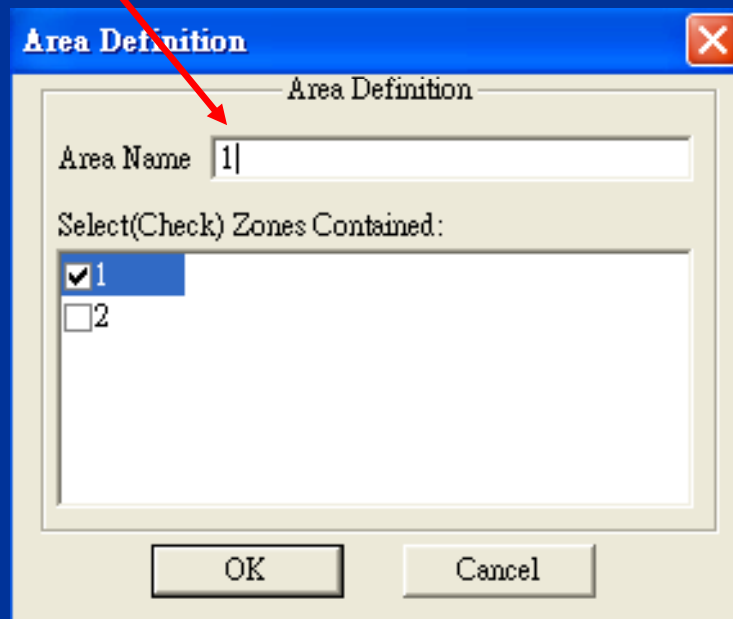 Area Definition
Area Definition
Area Name 1
Select(Check) Zones Contained:
1
2
OK Cancel